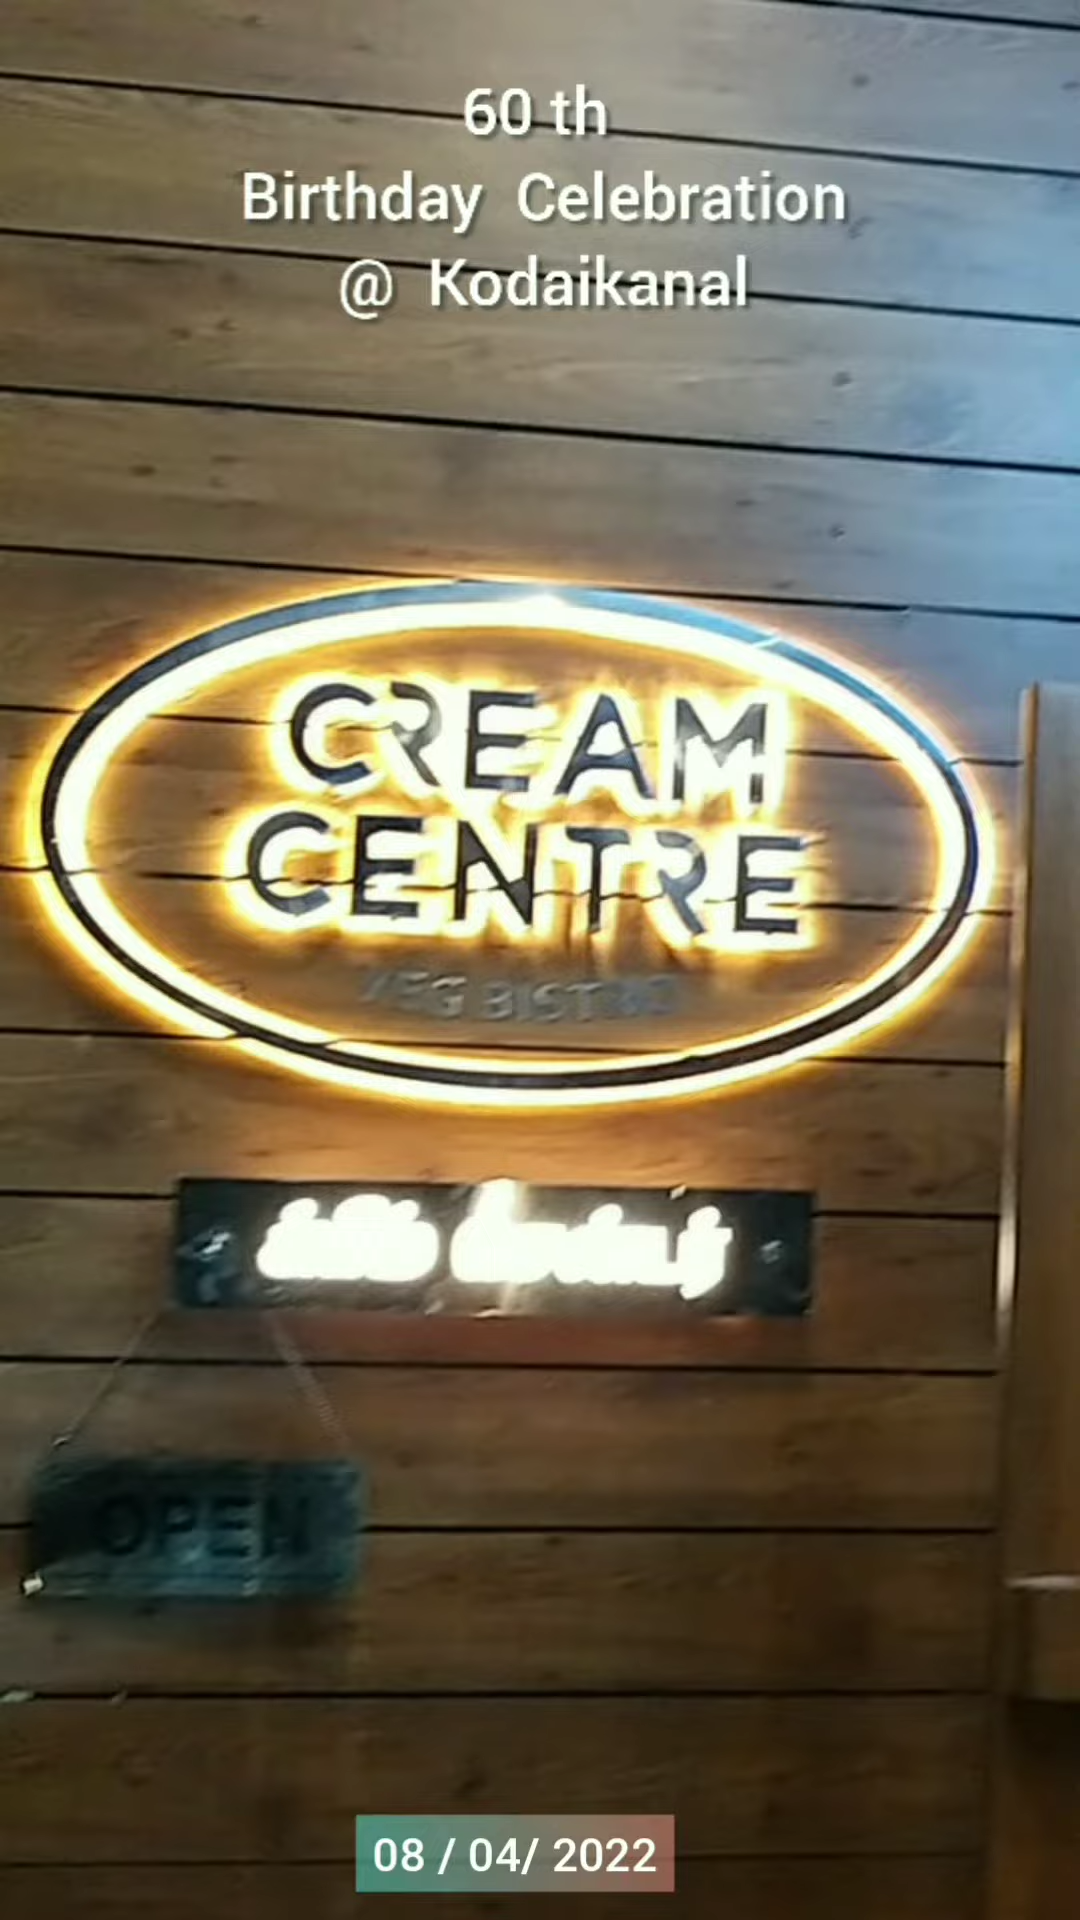 60 th
Birthday Celebration
@ Kodaikanal
CREAM
CENTRE
VEG BISTRO
OPEN
08 / 04/ 2022